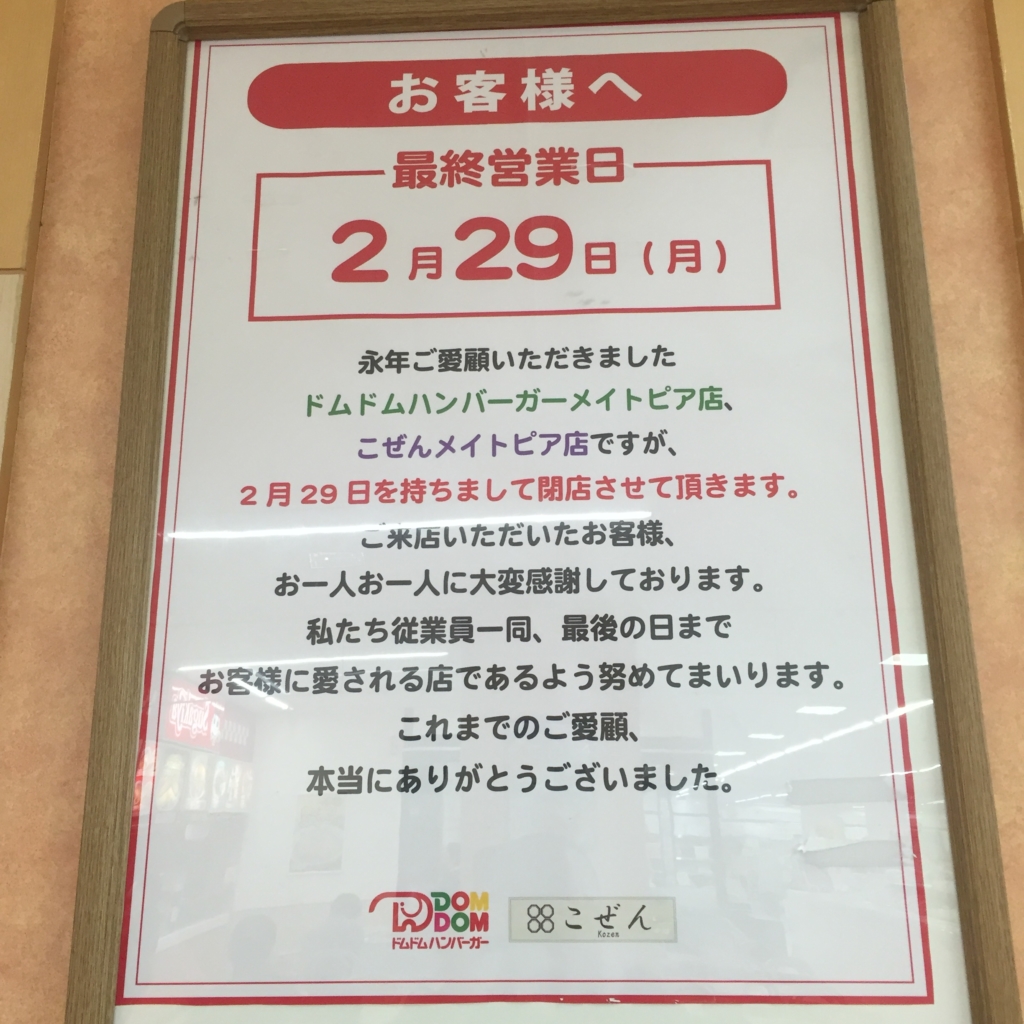 お客様へ
最終営業日
2月29日(月)
永年ご愛顧いただきました
ドムドムハンバーガーメイトピア店、
こぜんメイトピア店ですが、
2月29日を持ちまして閉店させて頂きます。
ご来店いただいたお客様、
お一人お一人に大変感謝しております。
私たち従業員一同、最後の日まで
お客様に愛される店であるよう努めてまいります。
これまでのご愛顧、
本当にありがとうございました。
DOM
DOM
ドムドムハンバーガー
こぜん
Kozen